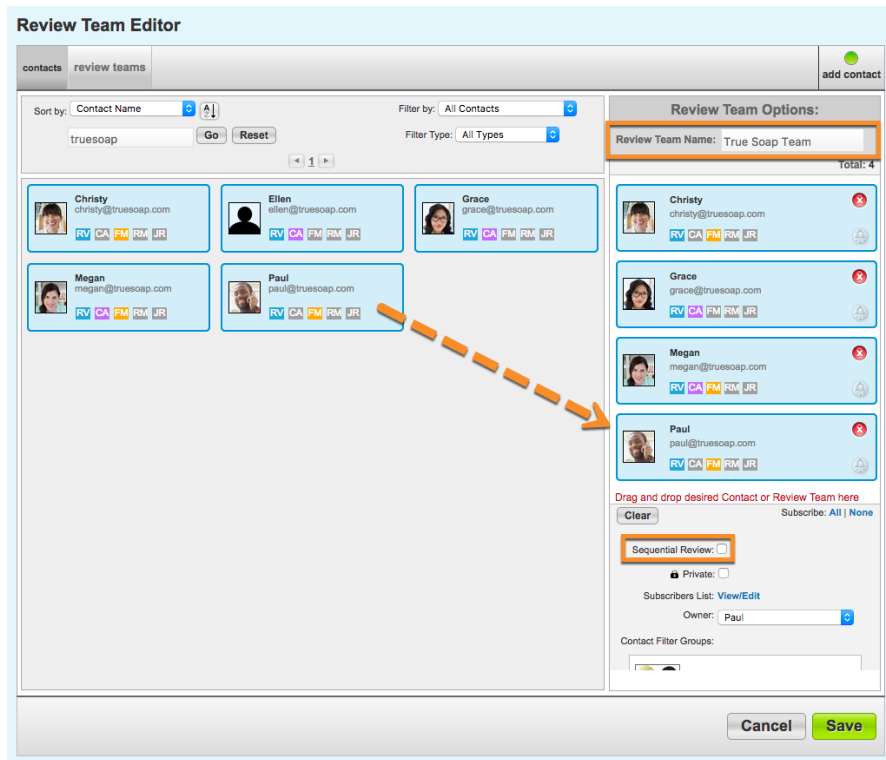 Review Team Editor
contacts review teams
add contact
Sort by: Contact Name A Z
Filter by: All Contacts
truesoap Go Reset
Filter Type: All Types
1
Christy
christy@truesoap.com
RV CA FM RM JR
Ellen
ellen@truesoap.com
RV CA FM RM JR
Grace
grace@truesoap.com
RV CA FM RM JR
Megan
megan@truesoap.com
RV CA FM RM JR
Paul
paul@truesoap.com
RV CA FM RM JR
Review Team Options:
Review Team Name: True Soap Team
Total: 4
Christy
christy@truesoap.com
RV CA FM RM JR
Grace
grace@truesoap.com
RV CA FM RM JR
Megan
megan@truesoap.com
RV CA FM RM JR
Paul
paul@truesoap.com
RV CA FM RM JR
Drag and drop desired Contact or Review Team here
Clear Subscribe: All | None
Sequential Review:
Private:
Subscribers List: View/Edit
Owner: Paul
Contact Filter Groups:
Cancel Save